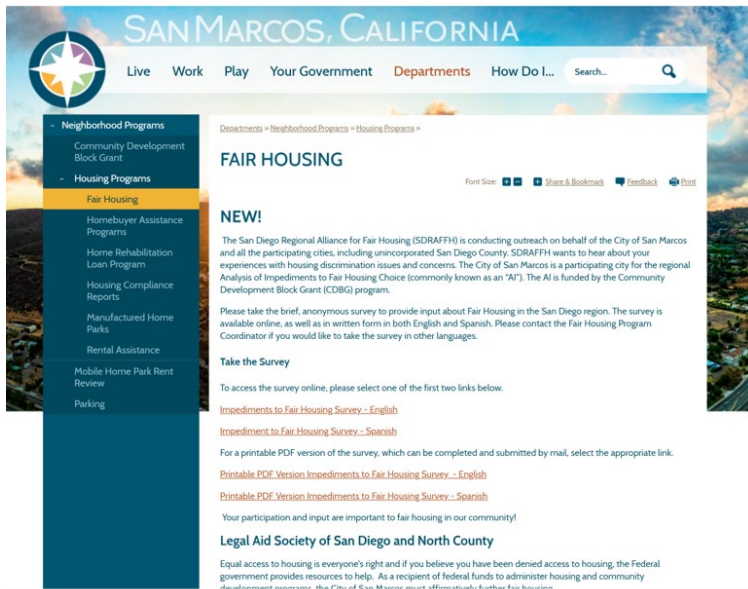 SAN MARCOS, CALIFORNIA
Live Work Play Your Government Departments How Do I... Search...
- Neighborhood Programs
Community Development
Block Grant
- Housing Programs
Fair Housing
Homebuyer Assistance
Programs
Home Rehabilitation
Loan Program
Housing Compliance
Reports
Manufactured Home
Parks
Rental Assistance
Mobile Home Park Rent
Review
Parking
Departments » Neighborhood Programs » Housing Programs »
FAIR HOUSING
Font Size: + - + Share & Bookmark Feedback Print
NEW!
The San Diego Regional Alliance for Fair Housing (SDRAFFH) is conducting outreach on behalf of the City of San Marcos
and all the participating cities, including unincorporated San Diego County. SDRAFFH wants to hear about your
experiences with housing discrimination issues and concerns. The City of San Marcos is a participating city for the regional
Analysis of Impediments to Fair Housing Choice (commonly known as an "AI"). The AI is funded by the Community
Development Block Grant (CDBG) program.
Please take the brief, anonymous survey to provide input about Fair Housing in the San Diego region. The survey is
available online, as well as in written form in both English and Spanish. Please contact the Fair Housing Program
Coordinator if you would like to take the survey in other languages.
Take the Survey
To access the survey online, please select one of the first two links below.
Impediments to Fair Housing Survey - English
Impediment to Fair Housing Survey - Spanish
For a printable PDF version of the survey, which can be completed and submitted by mail, select the appropriate link.
Printable PDF Version Impediments to Fair Housing Survey - English
Printable PDF Version Impediments to Fair Housing Survey - Spanish
Your participation and input are important to fair housing in our community!
Legal Aid Society of San Diego and North County
Equal access to housing is everyone's right and if you believe you have been denied access to housing, the Federal
government provides resources to help. As a recipient of federal funds to administer housing and community
development programs, the City of San Marcos must affirmatively further fair housing